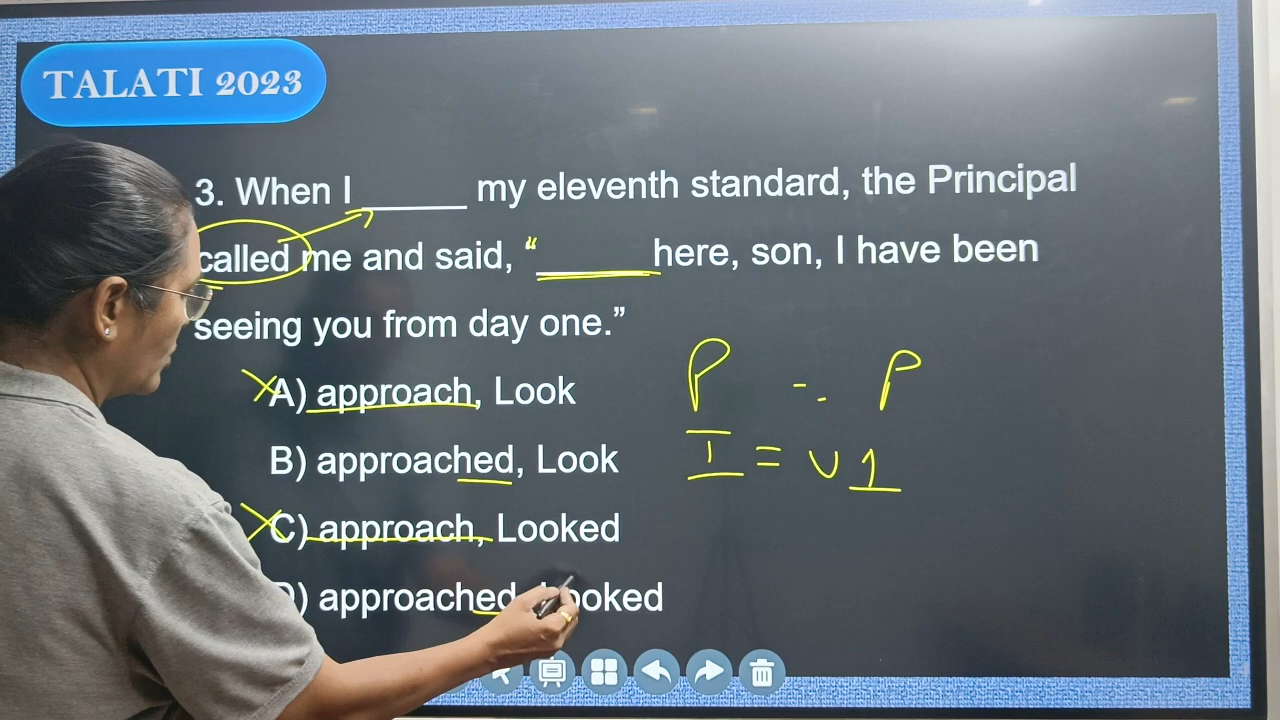 TALATI 2023
3. When I ______ my eleventh standard, the Principal
called me and said, “ ______ here, son, I have been
seeing you from day one.”
A) approach, Look
B) approached, Look
C) approach, Looked
D) approached, Looked
P = P
I = V1